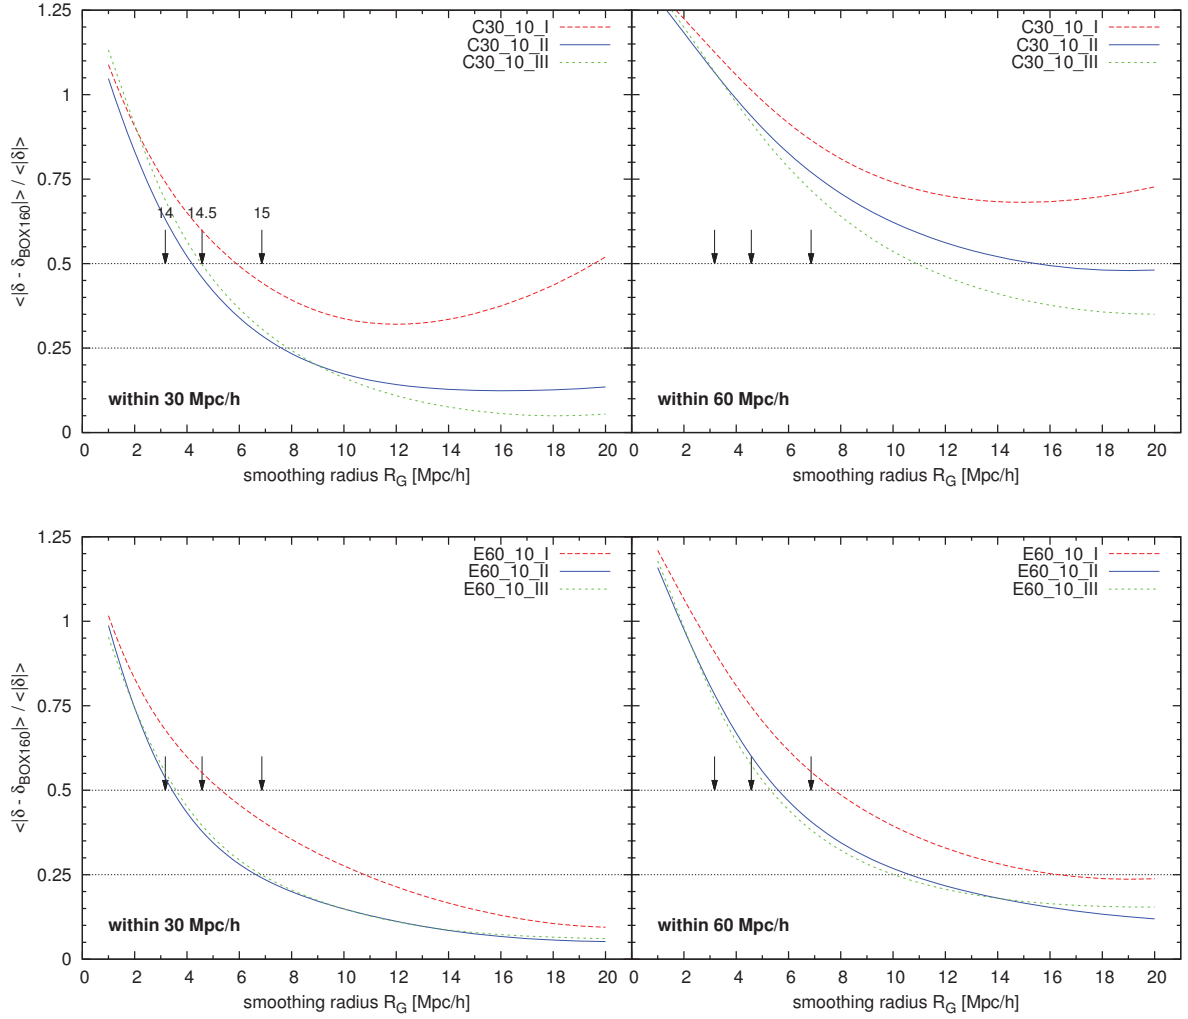 <|δ - δBOX160|> / <|δ|>
1.25
1
0.75
0.5
0.25
0
C30_10_I
C30_10_II
C30_10_III
14 14.5 15
within 30 Mpc/h
0 2 4 6 8 10 12 14 16 18 20
smoothing radius RG [Mpc/h]
C30_10_I
C30_10_II
C30_10_III
within 60 Mpc/h
2 4 6 8 10 12 14 16 18 20
smoothing radius RG [Mpc/h]
<|δ - δBOX160|> / <|δ|>
1.25
1
0.75
0.5
0.25
0
E60_10_I
E60_10_II
E60_10_III
within 30 Mpc/h
0 2 4 6 8 10 12 14 16 18 20
smoothing radius RG [Mpc/h]
E60_10_I
E60_10_II
E60_10_III
within 60 Mpc/h
2 4 6 8 10 12 14 16 18 20
smoothing radius RG [Mpc/h]